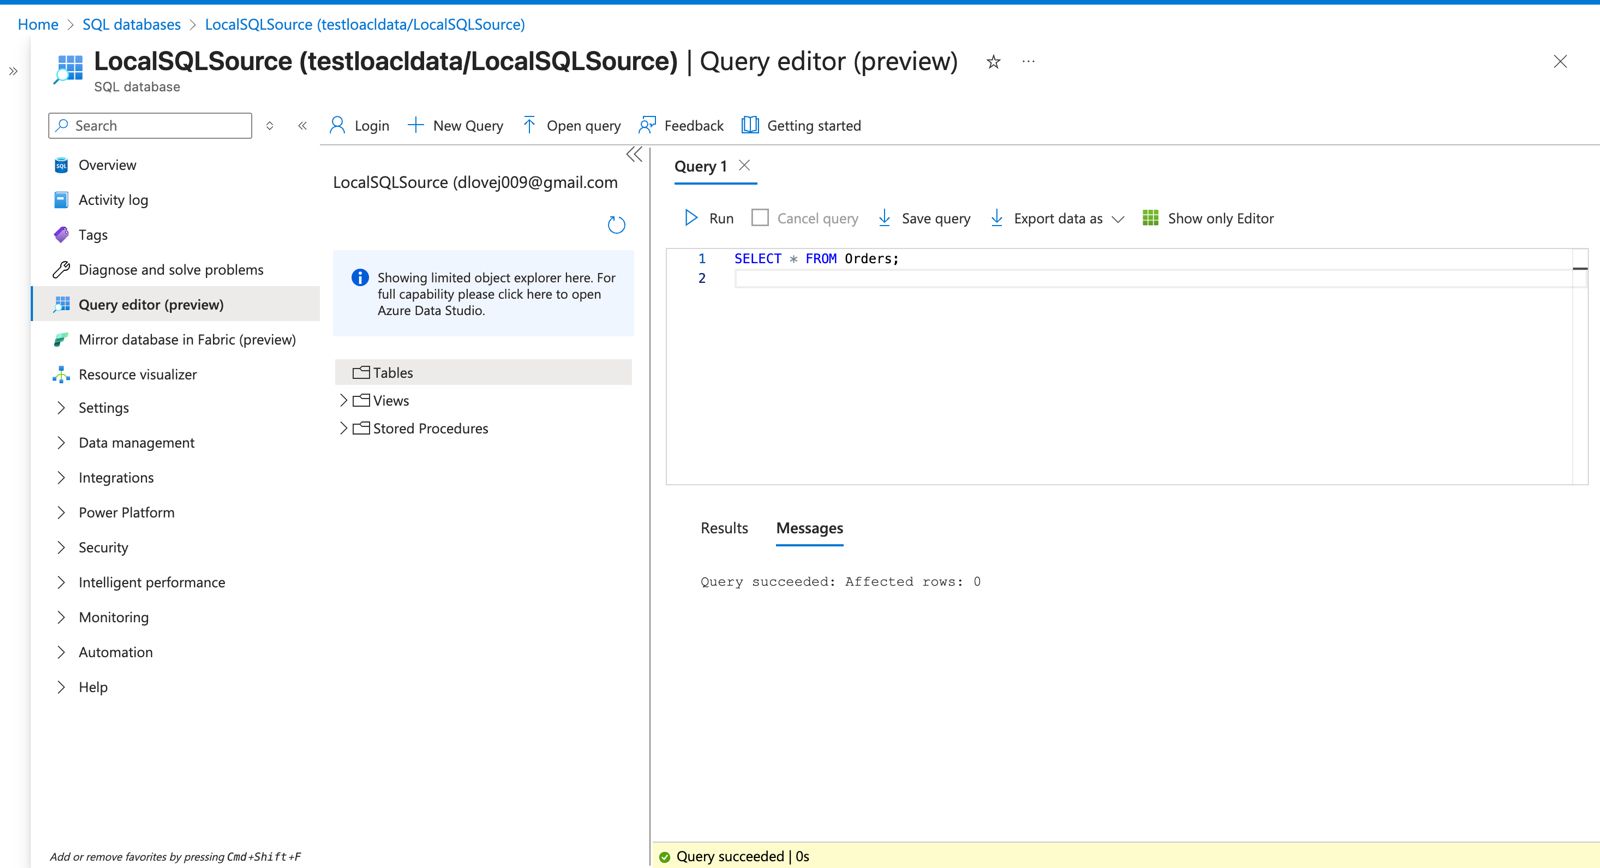 Home > SQL databases > LocalSQLSource (testloacldata/LocalSQLSource)
LocalSQLSource (testloacldata/LocalSQLSource) | Query editor (preview)
SQL database
Search
Login
New Query
Open query
Feedback
Getting started
Overview
Activity log
Tags
Diagnose and solve problems
Query editor (preview)
Mirror database in Fabric (preview)
Resource visualizer
Settings
Data management
Integrations
Power Platform
Security
Intelligent performance
Monitoring
Automation
Help
Add or remove favorites by pressing Cmd+Shift+F
LocalSQLSource (dlovej009@gmail.com
Showing limited object explorer here. For
full capability please click here to open
Azure Data Studio.
Tables
Views
Stored Procedures
Query 1
Run
Cancel query
Save query
Export data as
Show only Editor
1 SELECT * FROM Orders;
2
Results
Messages
Query succeeded: Affected rows: 0
Query succeeded | 0s